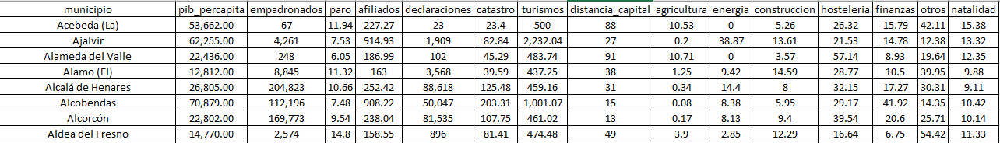 municipio pib_percapita empadronados paro afiliados declaraciones catastro turismos distancia_capital agricultura energia construccion hosteleria finanzas otros natalidad
Acebeda (La) 53,662.00 67 11.94 227.27 23 23.4 500 88 10.53 0 5.26 26.32 15.79 42.11 15.38
Ajalvir 62,255.00 4,261 7.53 914.93 1,909 82.84 2,232.04 27 0.2 38.87 13.61 21.53 14.78 12.38 13.32
Alameda del Valle 22,436.00 248 6.05 186.99 102 45.29 483.74 91 10.71 0 3.57 57.14 8.93 19.64 12.35
Alamo (El) 12,812.00 8,845 11.32 163 3,568 39.59 437.25 38 1.25 9.42 14.59 28.77 10.5 39.95 9.88
Alcalá de Henares 26,805.00 204,823 10.66 252.42 88,618 125.48 459.16 31 0.34 14.4 8 32.15 17.27 30.31 9.11
Alcobendas 70,879.00 112,196 7.48 908.22 50,047 203.31 1,001.07 15 0.08 8.38 5.95 29.17 41.92 14.35 10.42
Alcorcón 22,802.00 169,773 9.54 238.04 81,535 107.75 461.02 13 0.17 8.13 9.4 39.54 20.6 25.71 10.14
Aldea del Fresno 14,770.00 2,574 14.8 158.55 896 81.41 474.48 49 3.9 2.85 12.29 16.64 6.75 54.42 11.33